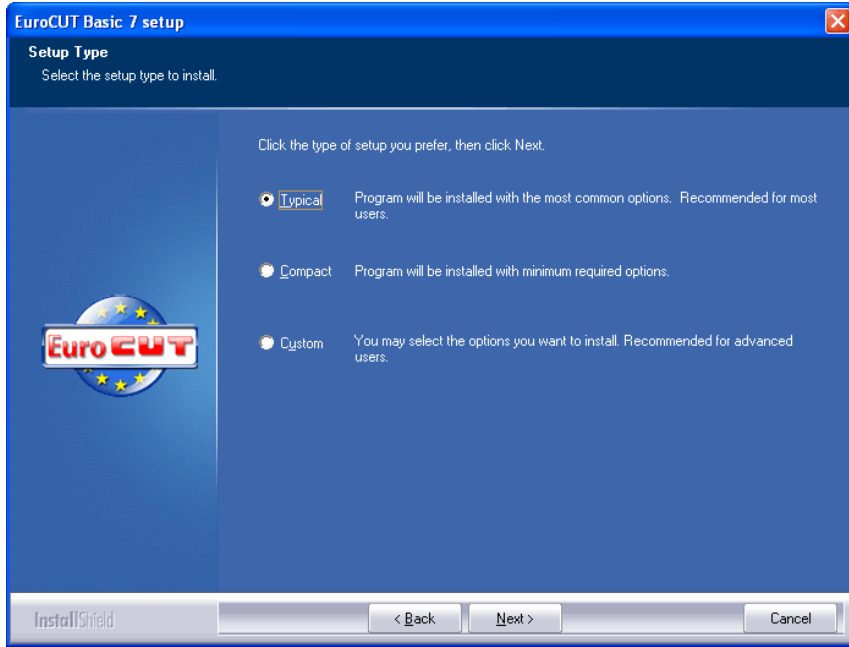 EuroCUT Basic 7 setup
Setup Type
Select the setup type to install.
Click the type of setup you prefer, then click Next.
Typical
Program will be installed with the most common options.  Recommended for most
users.
Compact
Program will be installed with minimum required options.
Custom
You may select the options you want to install. Recommended for advanced
users.
Euro CUT
InstallShield
< Back
Next >
Cancel